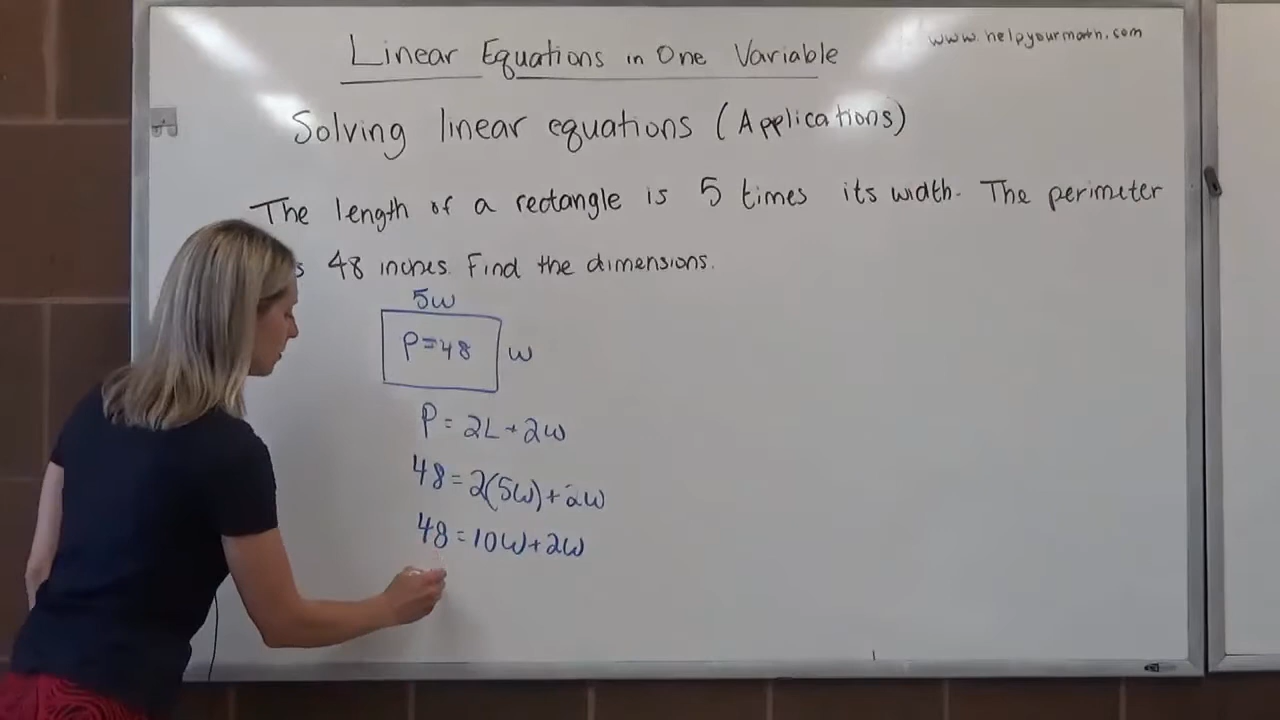 www.helpyourmath.com
Linear Equations in One Variable
Solving linear equations (Applications)
The length of a rectangle is 5 times its width. The perimeter
48 inches. Find the dimensions.
5w
P=48
w
P = 2L + 2w
48 = 2(5w) + 2w
48 = 10w + 2w